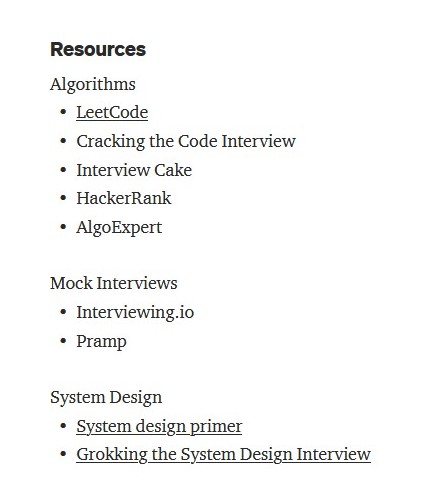 Resources
Algorithms
• LeetCode
• Cracking the Code Interview
• Interview Cake
• HackerRank
• AlgoExpert
Mock Interviews
• Interviewing.io
• Pramp
System Design
• System design primer
• Grokking the System Design Interview